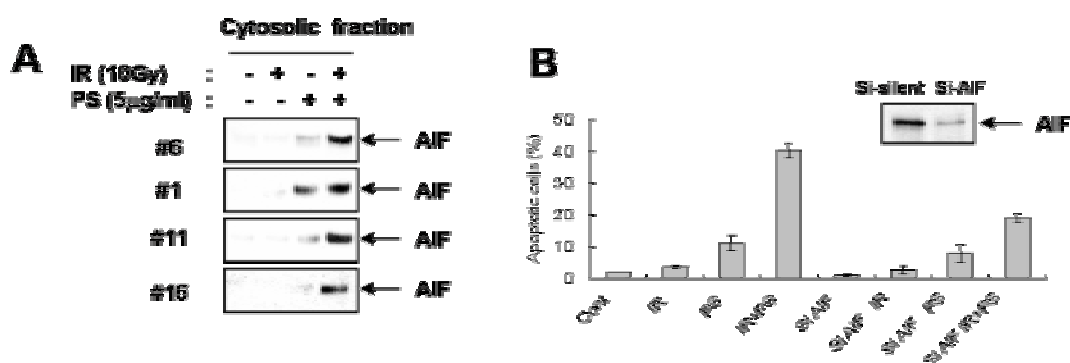 A
Cytosolic fraction
IR (10Gy) : - + - +
PS (5μg/ml) : - - + +
#6 AIF
#1 AIF
#11 AIF
#16 AIF
B
Si-silent Si-AIF
AIF
Apoptotic cells (%)
50
40
30
20
10
0
Cont
IR
PS
IR+PS
Si AIF
Si AIF IR
Si AIF PS
Si AIF IR+PS